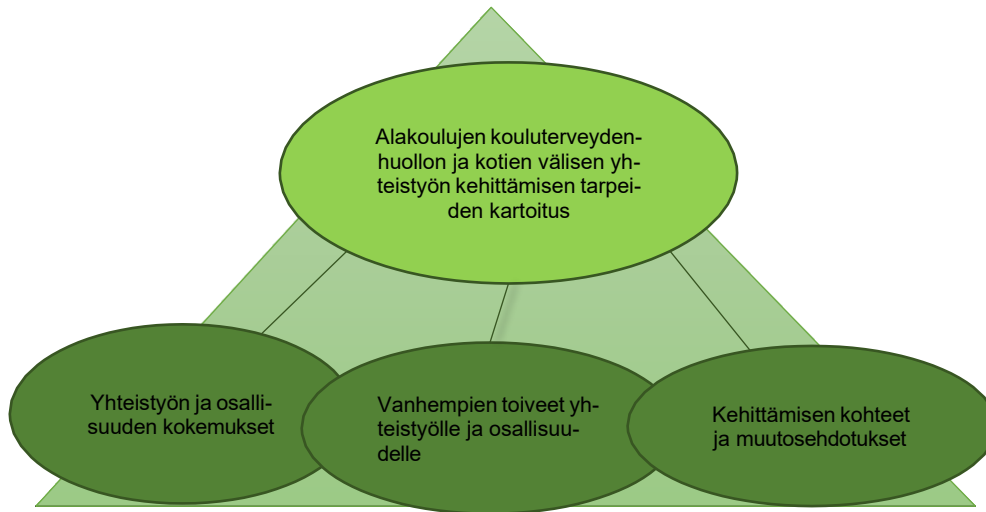 Alakoulujen kouluterveyden-
huollon ja kotien välisen yh-
teistyön kehittämisen tarpei-
den kartoitus
Yhteistyön ja osalli-
suuden kokemukset
Vanhempien toiveet yh-
teistyölle ja osallisuu-
delle
Kehittämisen kohteet
ja muutosehdotukset